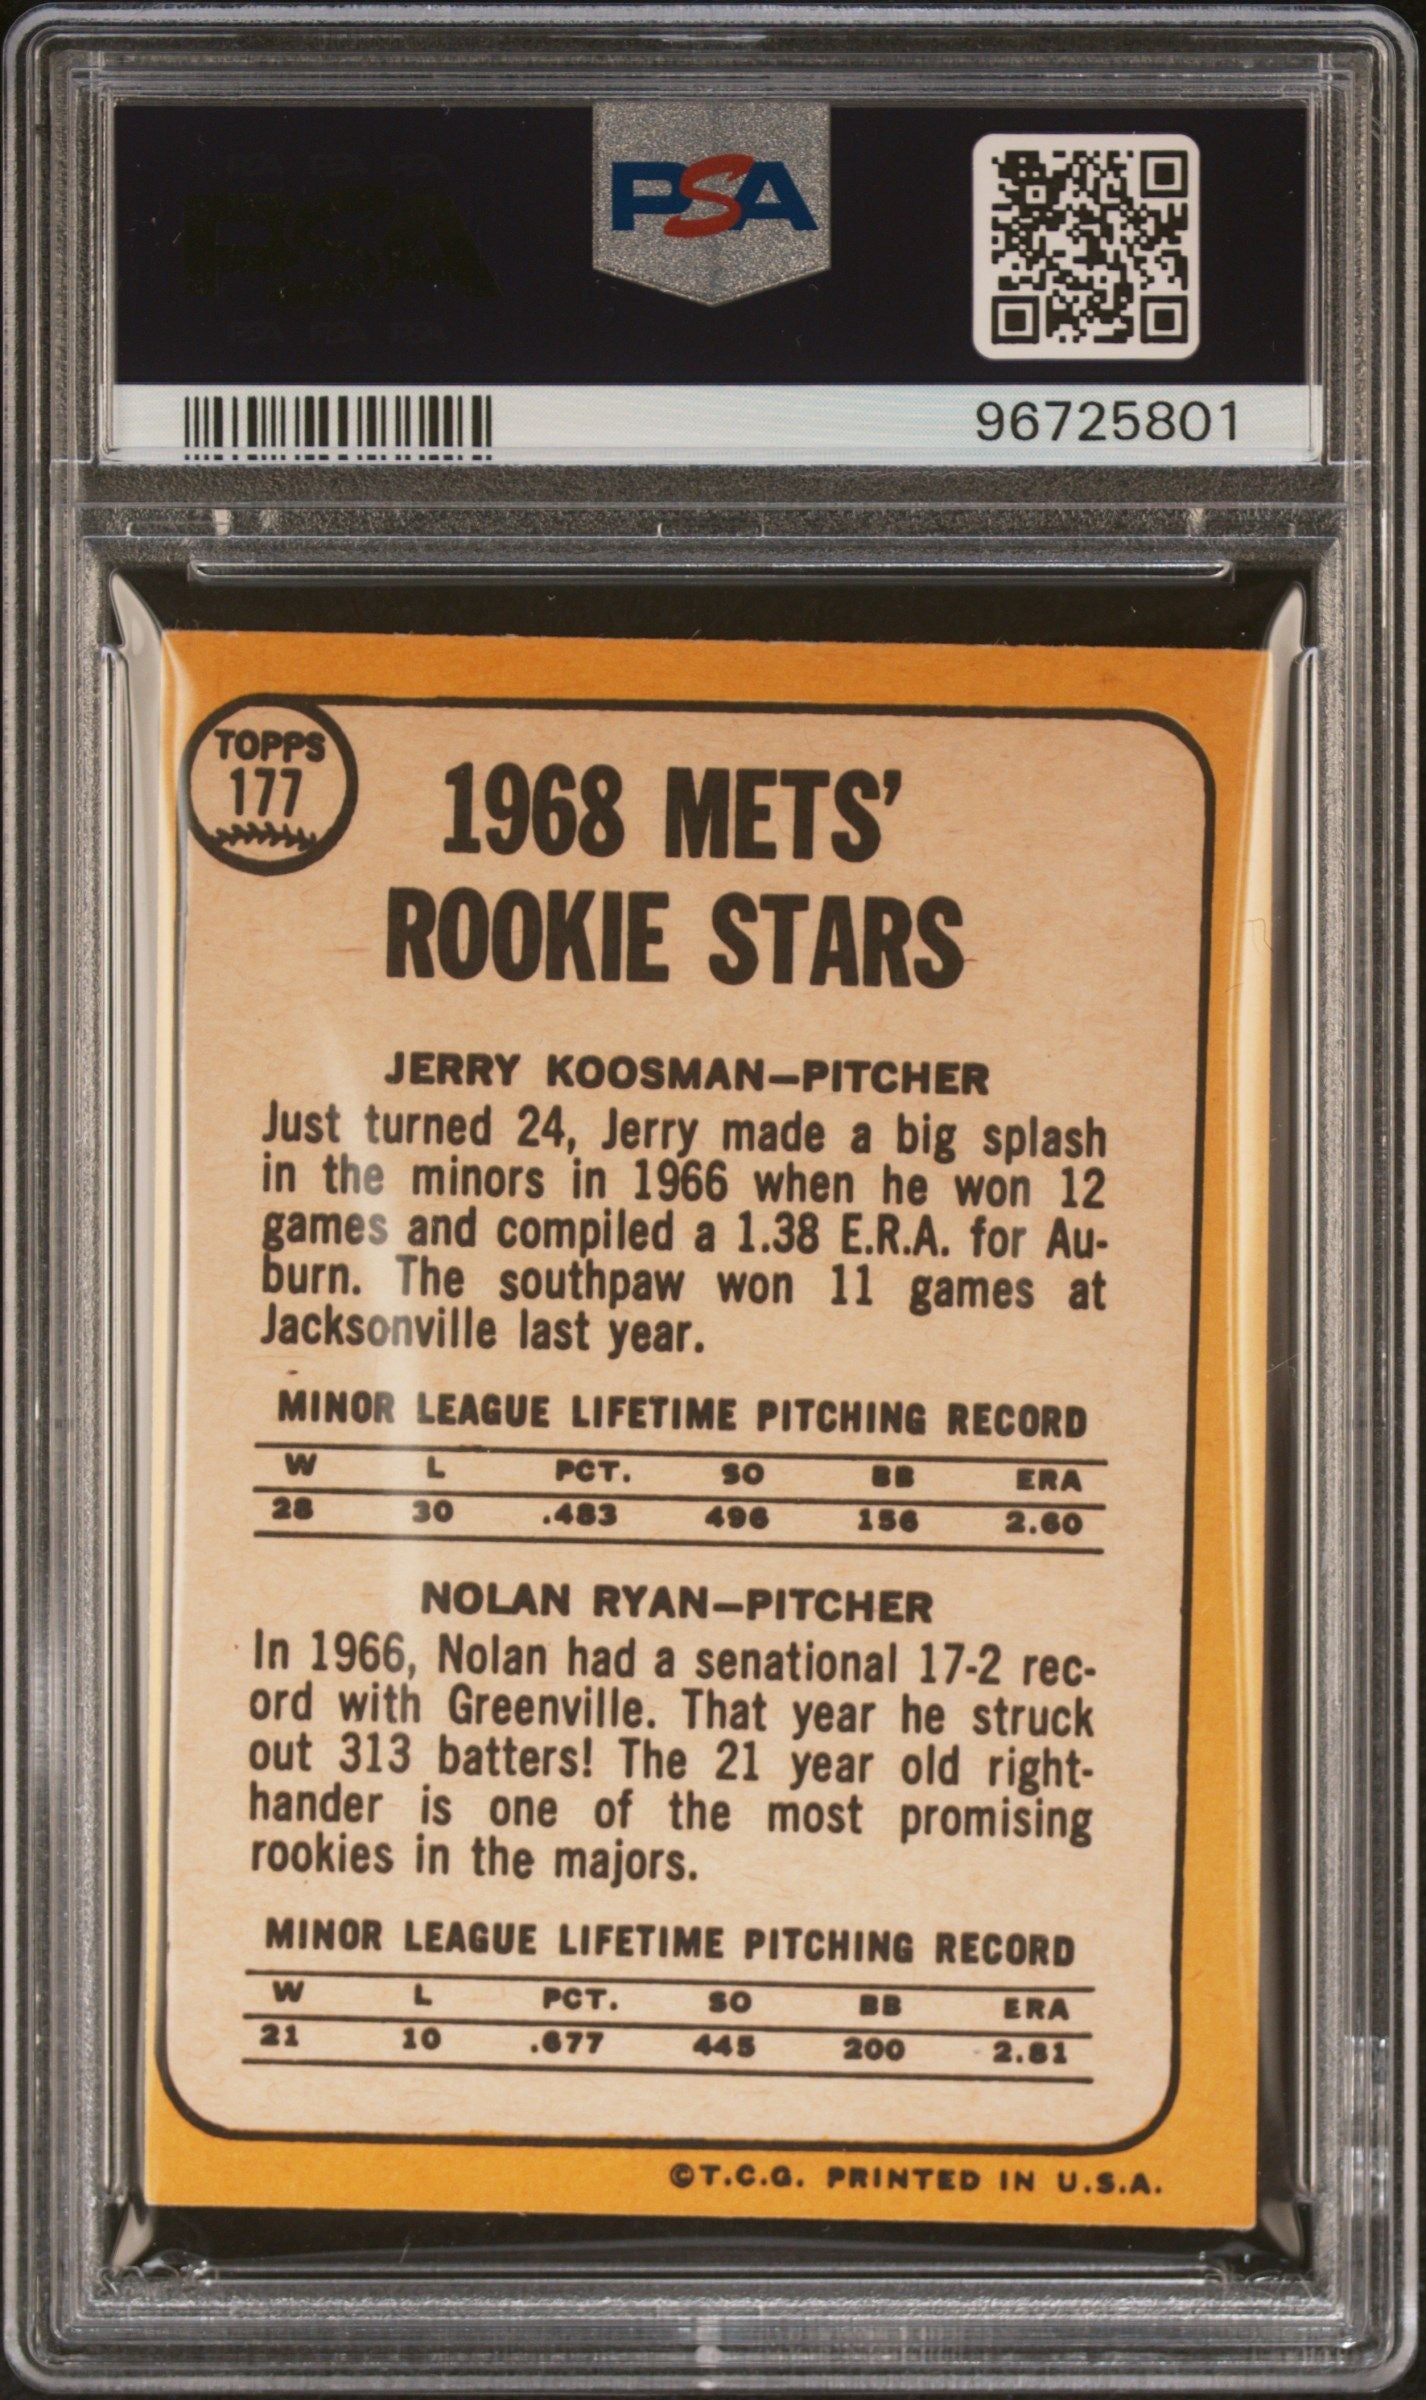 PSA
96725801
TOPPS
177
1968 METS'
ROOKIE STARS
JERRY KOOSMAN—PITCHER
Just turned 24, Jerry made a big splash
in the minors in 1966 when he won 12
games and compiled a 1.38 E.R.A. for Au-
burn. The southpaw won 11 games at
Jacksonville last year.
MINOR LEAGUE LIFETIME PITCHING RECORD
W L PCT. SO BB ERA
28 30 .483 496 156 2.60
NOLAN RYAN—PITCHER
In 1966, Nolan had a senational 17-2 rec-
ord with Greenville. That year he struck
out 313 batters! The 21 year old right-
hander is one of the most promising
rookies in the majors.
MINOR LEAGUE LIFETIME PITCHING RECORD
W L PCT. SO BB ERA
21 10 .677 445 200 2.81
©T.C.G. PRINTED IN U.S.A.